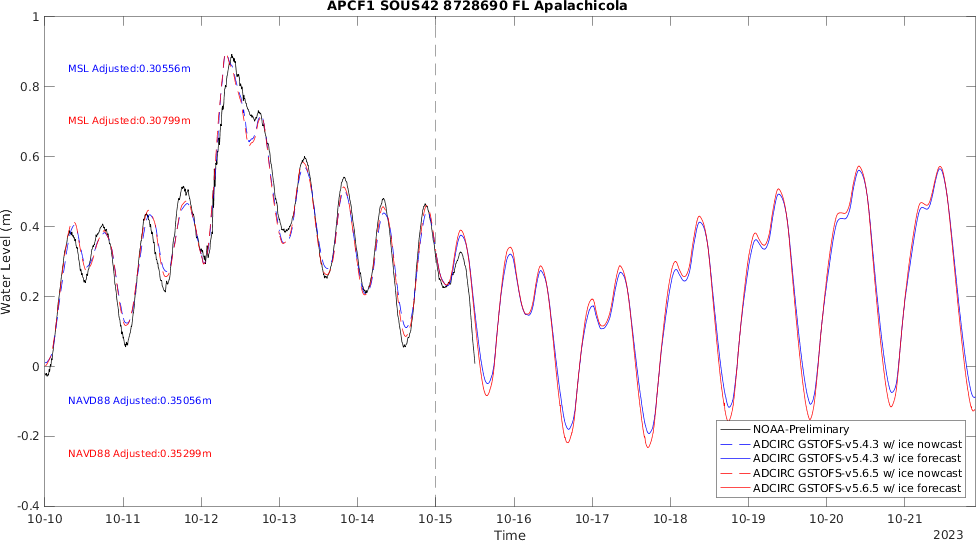 APCF1 SOUS42 8728690 FL Apalachicola
1
0.8
0.6
0.4
0.2
0
-0.2
-0.4
Water Level (m)
MSL Adjusted:0.30556m
MSL Adjusted:0.30799m
NAVD88 Adjusted:0.35056m
NAVD88 Adjusted:0.35299m
NOAA-Preliminary
ADCIRC GSTOFS-v5.4.3 w/ ice nowcast
ADCIRC GSTOFS-v5.4.3 w/ ice forecast
ADCIRC GSTOFS-v5.6.5 w/ ice nowcast
ADCIRC GSTOFS-v5.6.5 w/ ice forecast
10-10 10-11 10-12 10-13 10-14 10-15 10-16 10-17 10-18 10-19 10-20 10-21
Time
2023